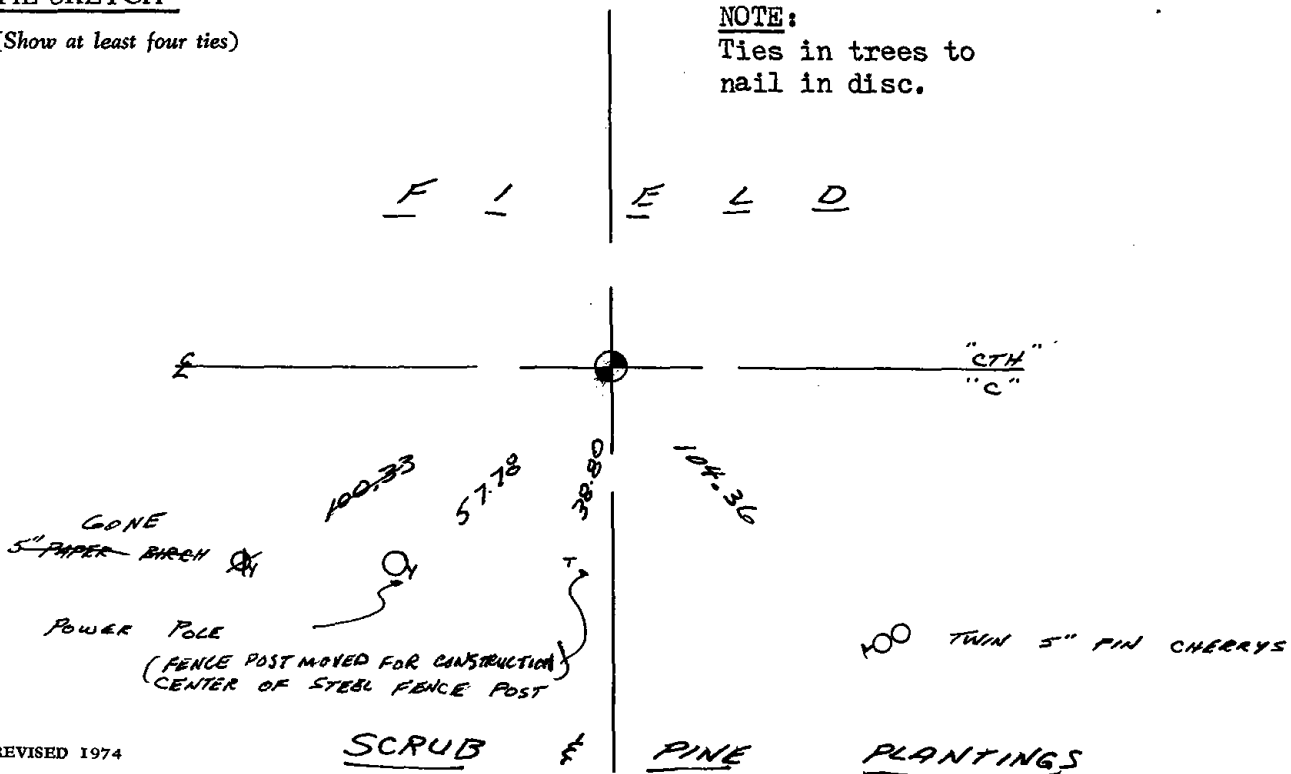 (Show at least four ties)
NOTE:
Ties in trees to
nail in disc.
F I E L D
℄
"CTH"
"C"
100.33
57.78
38.80
104.36
GONE
5" PAPER BIRCH
POWER POLE
(FENCE POST MOVED FOR CONSTRUCTION)
CENTER OF STEEL FENCE POST
TWIN 5" PIN CHERRYS
REVISED 1974
SCRUB & PINE PLANTINGS